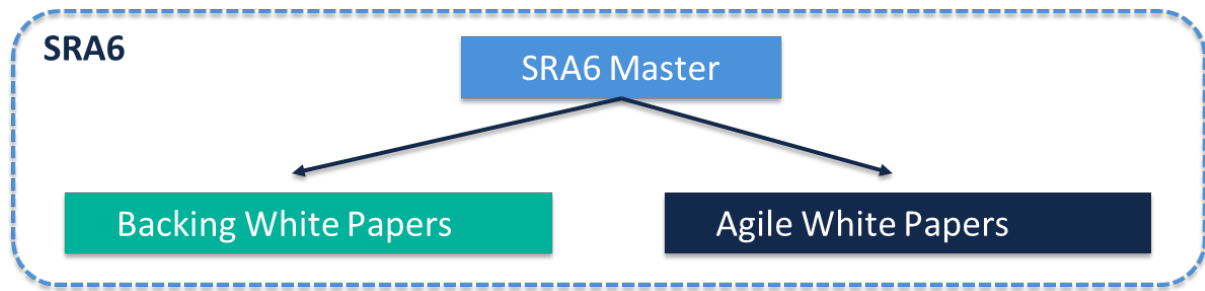 SRA6
SRA6 Master
Backing White Papers
Agile White Papers